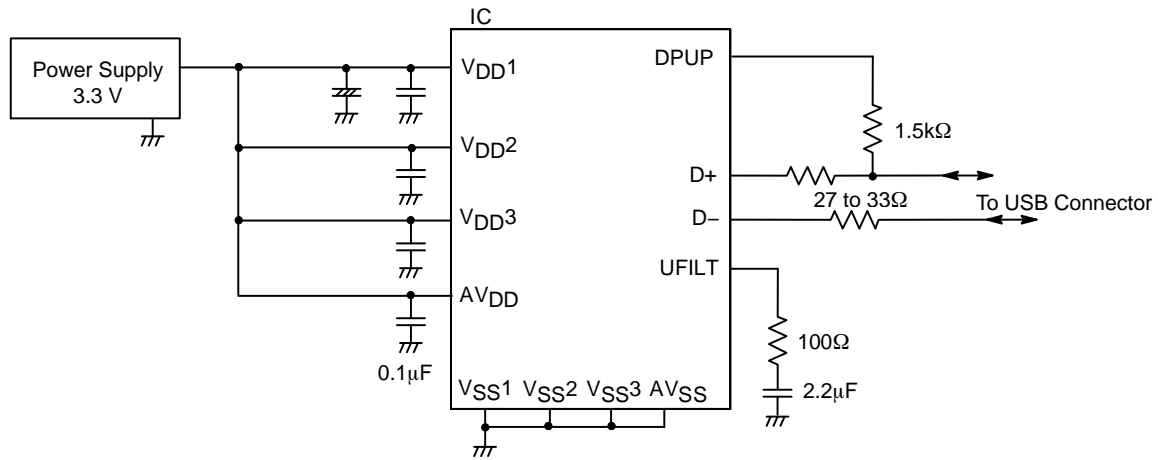 IC
Power Supply
3.3 V
VDD1
VDD2
VDD3
AVDD
0.1μF
VSS1 VSS2 VSS3 AVSS
DPUP
1.5kΩ
D+
27 to 33Ω
To USB Connector
D−
UFILT
100Ω
2.2μF